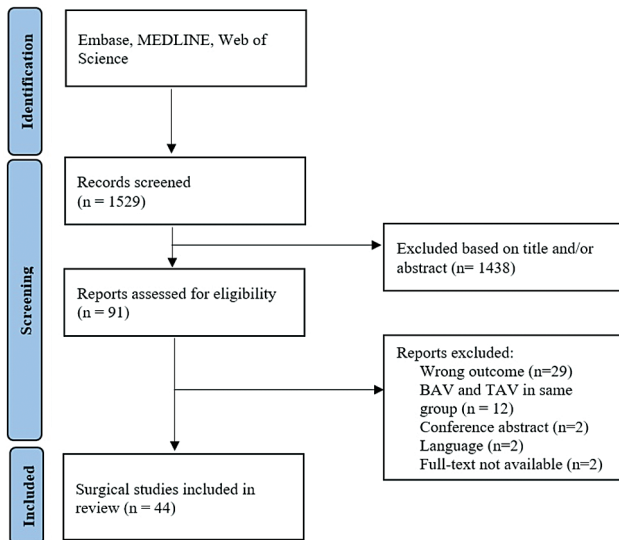 Identification
Embase, MEDLINE, Web of
Science
Screening
Records screened
(n = 1529)
Excluded based on title and/or
abstract (n= 1438)
Reports assessed for eligibility
(n = 91)
Reports excluded:
Wrong outcome (n=29)
BAV and TAV in same
group (n = 12)
Conference abstract (n=2)
Language (n=2)
Full-text not available (n=2)
Included
Surgical studies included in
review (n = 44)